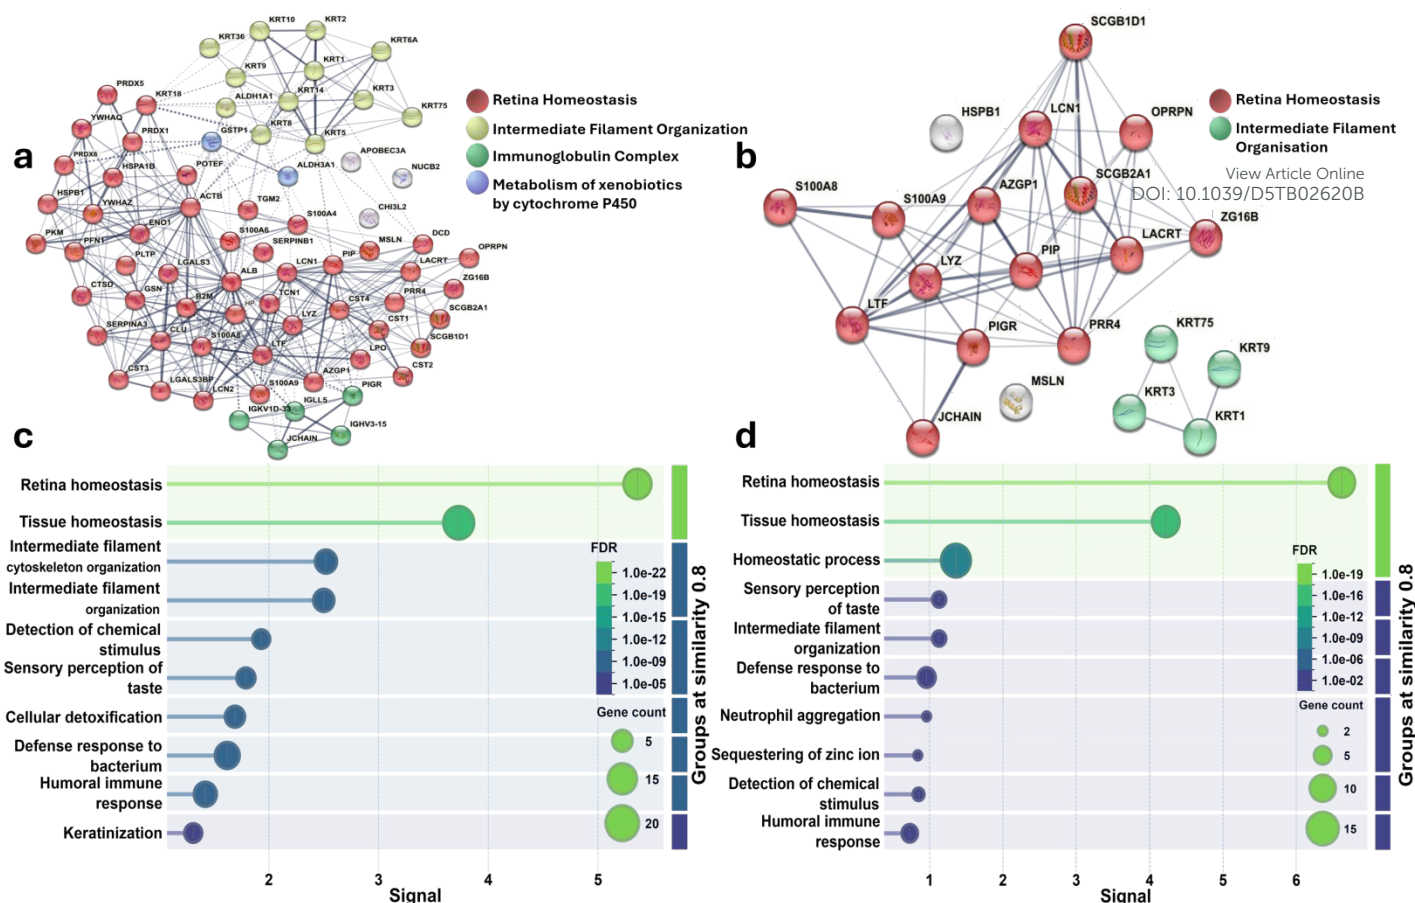 a
KRT10
KRT2
KRT36
KRT6A
KRT9
KRT1
PRDX5
KRT18
ALDH1A1
KRT14
KRT3
KRT75
YWHAQ
PRDX1
GSTP1
KRT8
KRT5
PRDX6
HSPA1B
POTEF
ALDH3A1
APOBEC3A
NUCB2
HSPB1
ACTB
CHI3L2
YWHAZ
TGM2
S100A4
PKM
PFN1
ENO1
S100A6
SERPINB1
MSLN
DCD
PLTP
LGALS3
ALB
LCN1
PIP
LACRT
OPRPN
CTSD
GSN
B2M
HP
TCN1
CST4
PRR4
ZG16B
SERPINA3
CLU
S100A8
LYZ
CST1
SCGB2A1
LTF
LPO
SCGB1D1
CST3
LGALS3BP
LCN2
S100A9
AZGP1
PIGR
CST2
IGKV1D-33
IGLL5
IGHV3-15
JCHAIN
Retina Homeostasis
Intermediate Filament Organization
Immunoglobulin Complex
Metabolism of xenobiotics
by cytochrome P450
b
SCGB1D1
HSPB1
LCN1
OPRPN
S100A8
S100A9
AZGP1
SCGB2A1
ZG16B
LYZ
PIP
LACRT
LTF
PIGR
PRR4
KRT75
KRT9
MSLN
KRT3
KRT1
JCHAIN
Retina Homeostasis
Intermediate Filament
Organisation
View Article Online
DOI: 10.1039/D5TB02620B
c
Retina homeostasis
Tissue homeostasis
Intermediate filament
cytoskeleton organization
Intermediate filament
organization
Detection of chemical
stimulus
Sensory perception of
taste
Cellular detoxification
Defense response to
bacterium
Humoral immune
response
Keratinization
FDR
1.0e-22
1.0e-19
1.0e-15
1.0e-12
1.0e-09
1.0e-05
Gene count
5
15
20
Groups at similarity 0.8
2
3
4
5
Signal
d
Retina homeostasis
Tissue homeostasis
Homeostatic process
Sensory perception
of taste
Intermediate filament
organization
Defense response to
bacterium
Neutrophil aggregation
Sequestering of zinc ion
Detection of chemical
stimulus
Humoral immune
response
FDR
1.0e-19
1.0e-16
1.0e-12
1.0e-09
1.0e-06
1.0e-02
Gene count
2
5
10
15
Groups at similarity 0.8
1
2
3
4
5
6
Signal